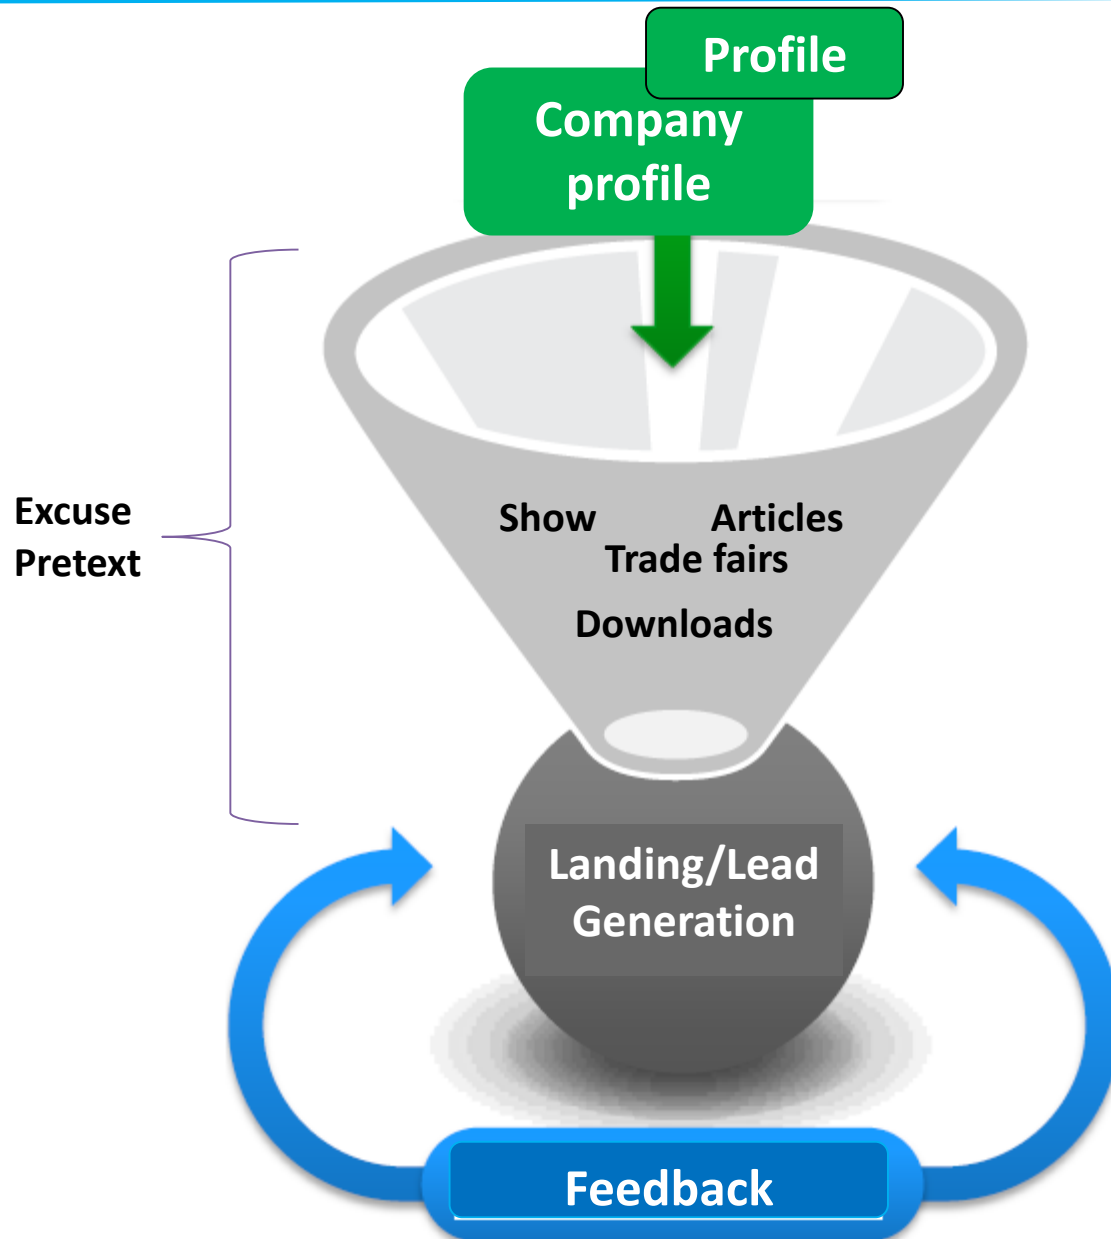 Profile
Company
profile
Excuse
Pretext
Show Articles
Trade fairs
Downloads
Landing/Lead
Generation
Feedback